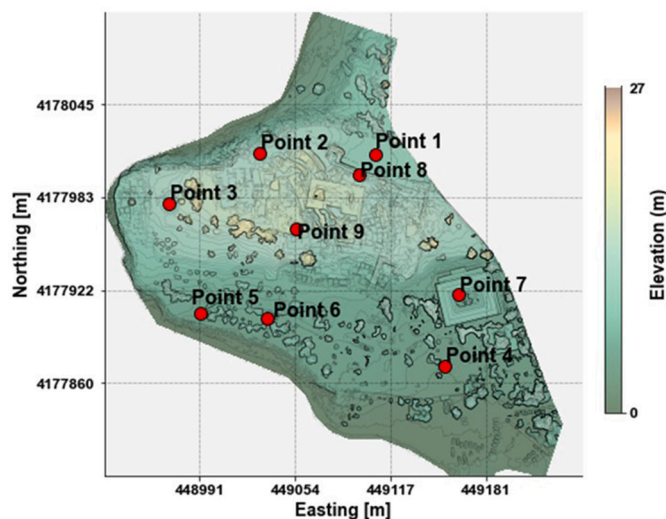 27
4178045
Point 2
Point 1
Point 8
4177983
Point 3
Northing [m]
Elevation (m)
Point 9
4177922
Point 7
Point 5
Point 6
Point 4
4177860
0
448991
449054
449117
449181
Easting [m]